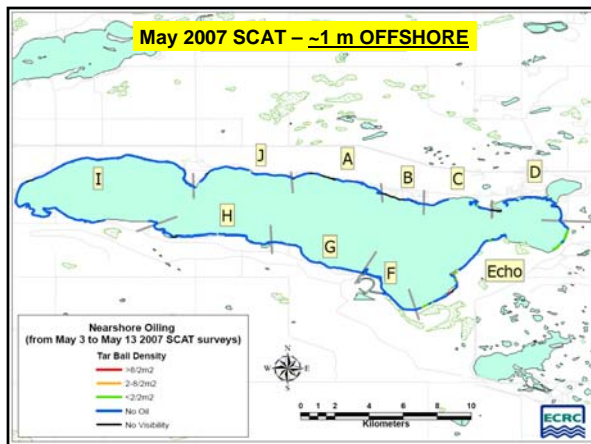 May 2007 SCAT – ~1 m OFFSHORE
J
A
B
C
D
I
H
G
F
Echo
Nearshore Oiling
(from May 3 to May 13 2007 SCAT surveys)
Tar Ball Density
>8/2m2
2-8/2m2
<2/2m2
No Oil
No Visibility
N
W E
S
0 1 2 4 6 8 10
Kilometers
ECRC